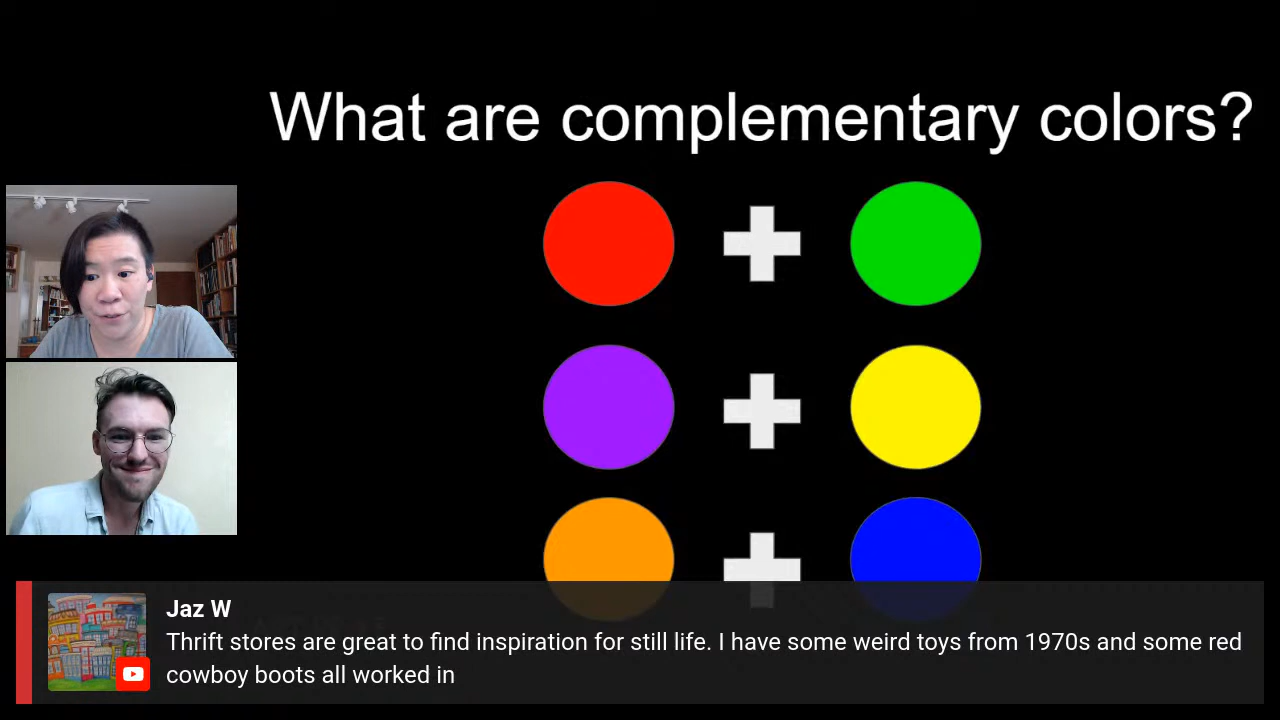 What are complementary colors?
Jaz W
Thrift stores are great to find inspiration for still life. I have some weird toys from 1970s and some red
cowboy boots all worked in